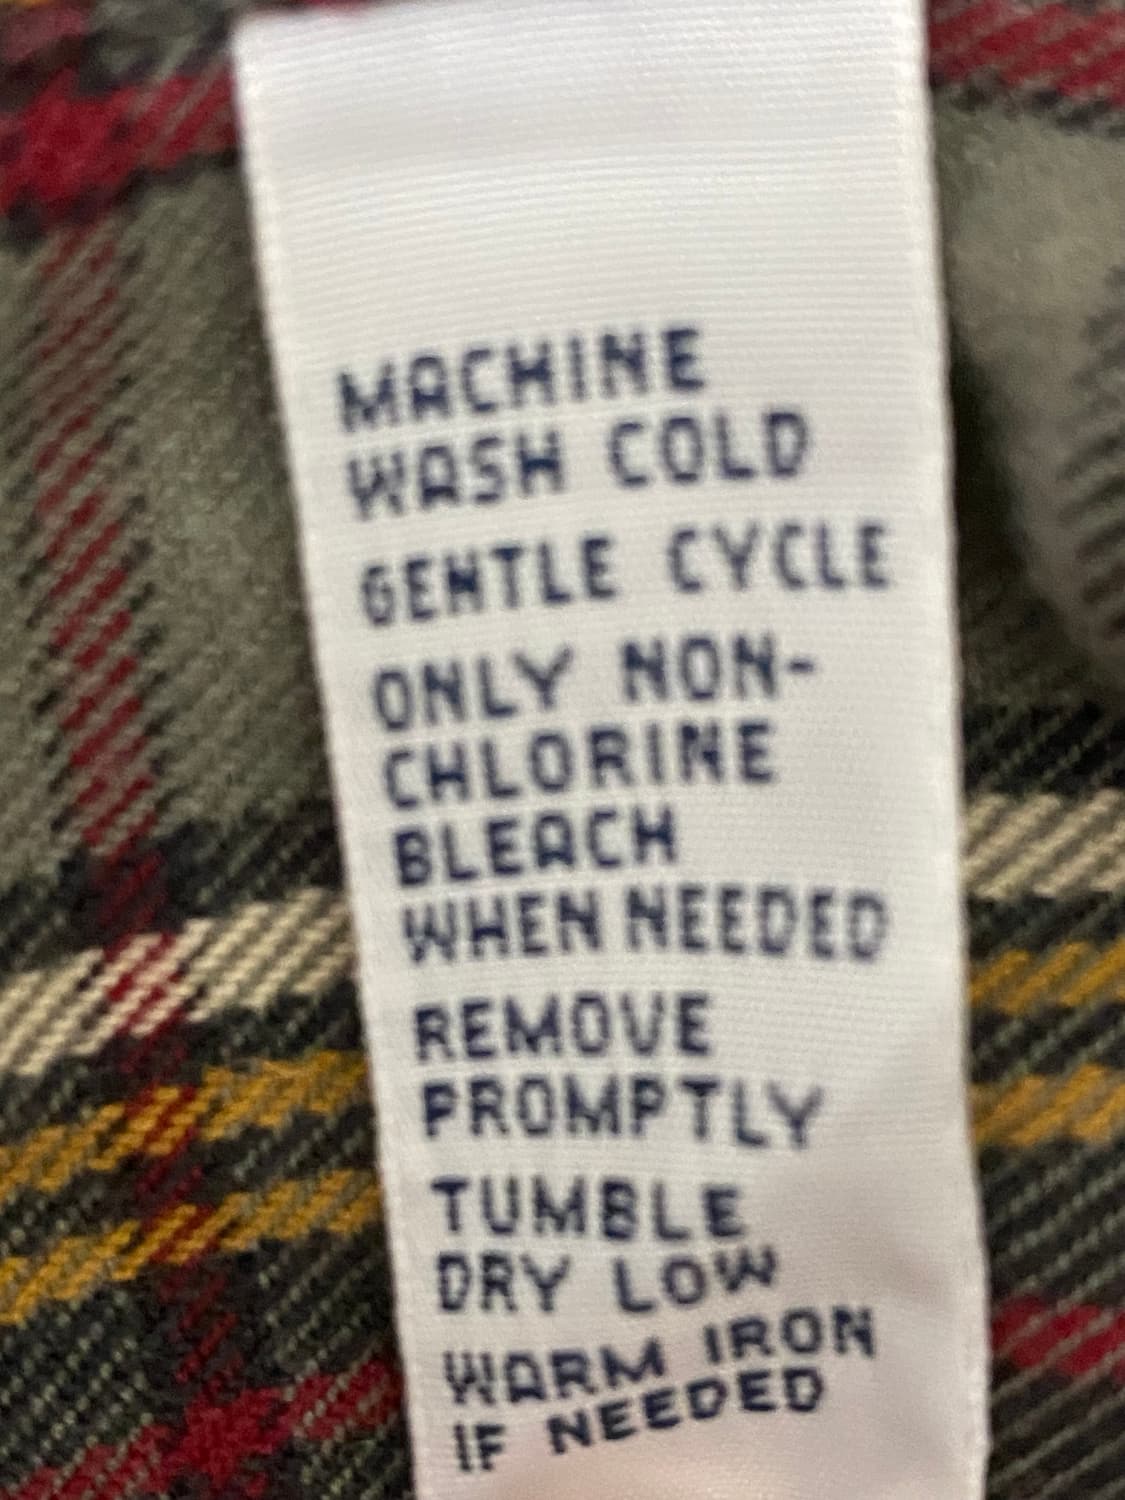 MACHINE
WASH COLD
GENTLE CYCLE
ONLY NON-
CHLORINE
BLEACH
WHEN NEEDED
REMOVE
PROMPTLY
TUMBLE
DRY LOW
WARM IRON
IF NEEDED